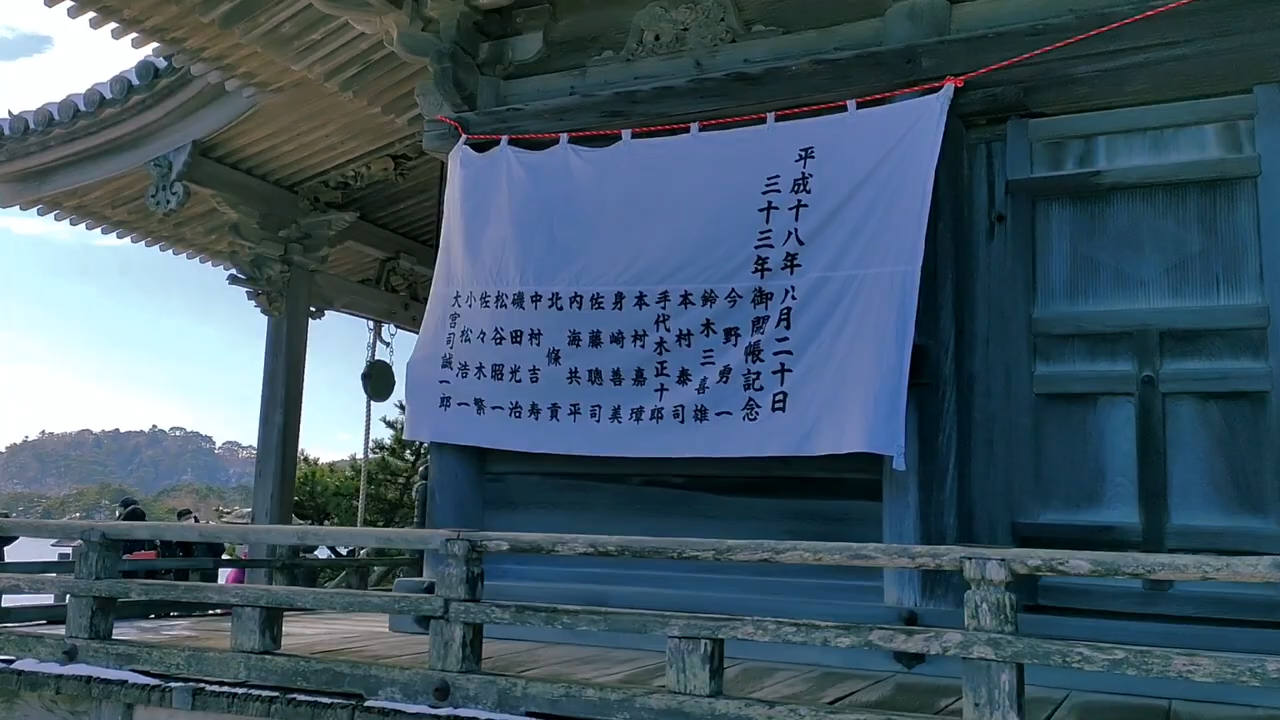 平成十八年八月二十日
三十三年御開帳記念
今野勇一
鈴木三喜雄
本村泰司
手代木正十郎
本村嘉璋
身崎善美
佐藤聰司
内海共平
北條貢
中村吉寿
磯田光治
松谷昭一
佐々木繁
小松浩一
大宮司誠一郎